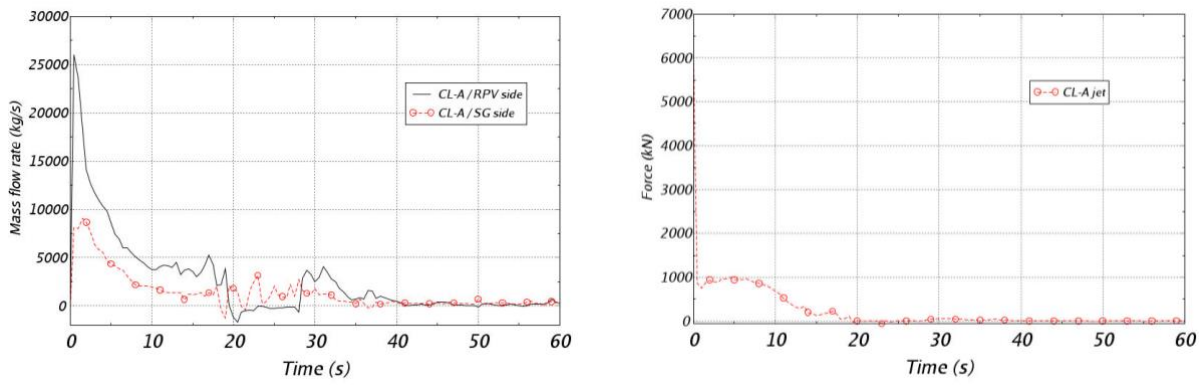 30000
25000
20000
15000
10000
5000
0
Mass flow rate (kg/s)
CL-A / RPV side
CL-A / SG side
0 10 20 30 40 50 60
Time (s)
7000
6000
5000
4000
3000
2000
1000
0
Force (kN)
CL-A jet
0 10 20 30 40 50 60
Time (s)